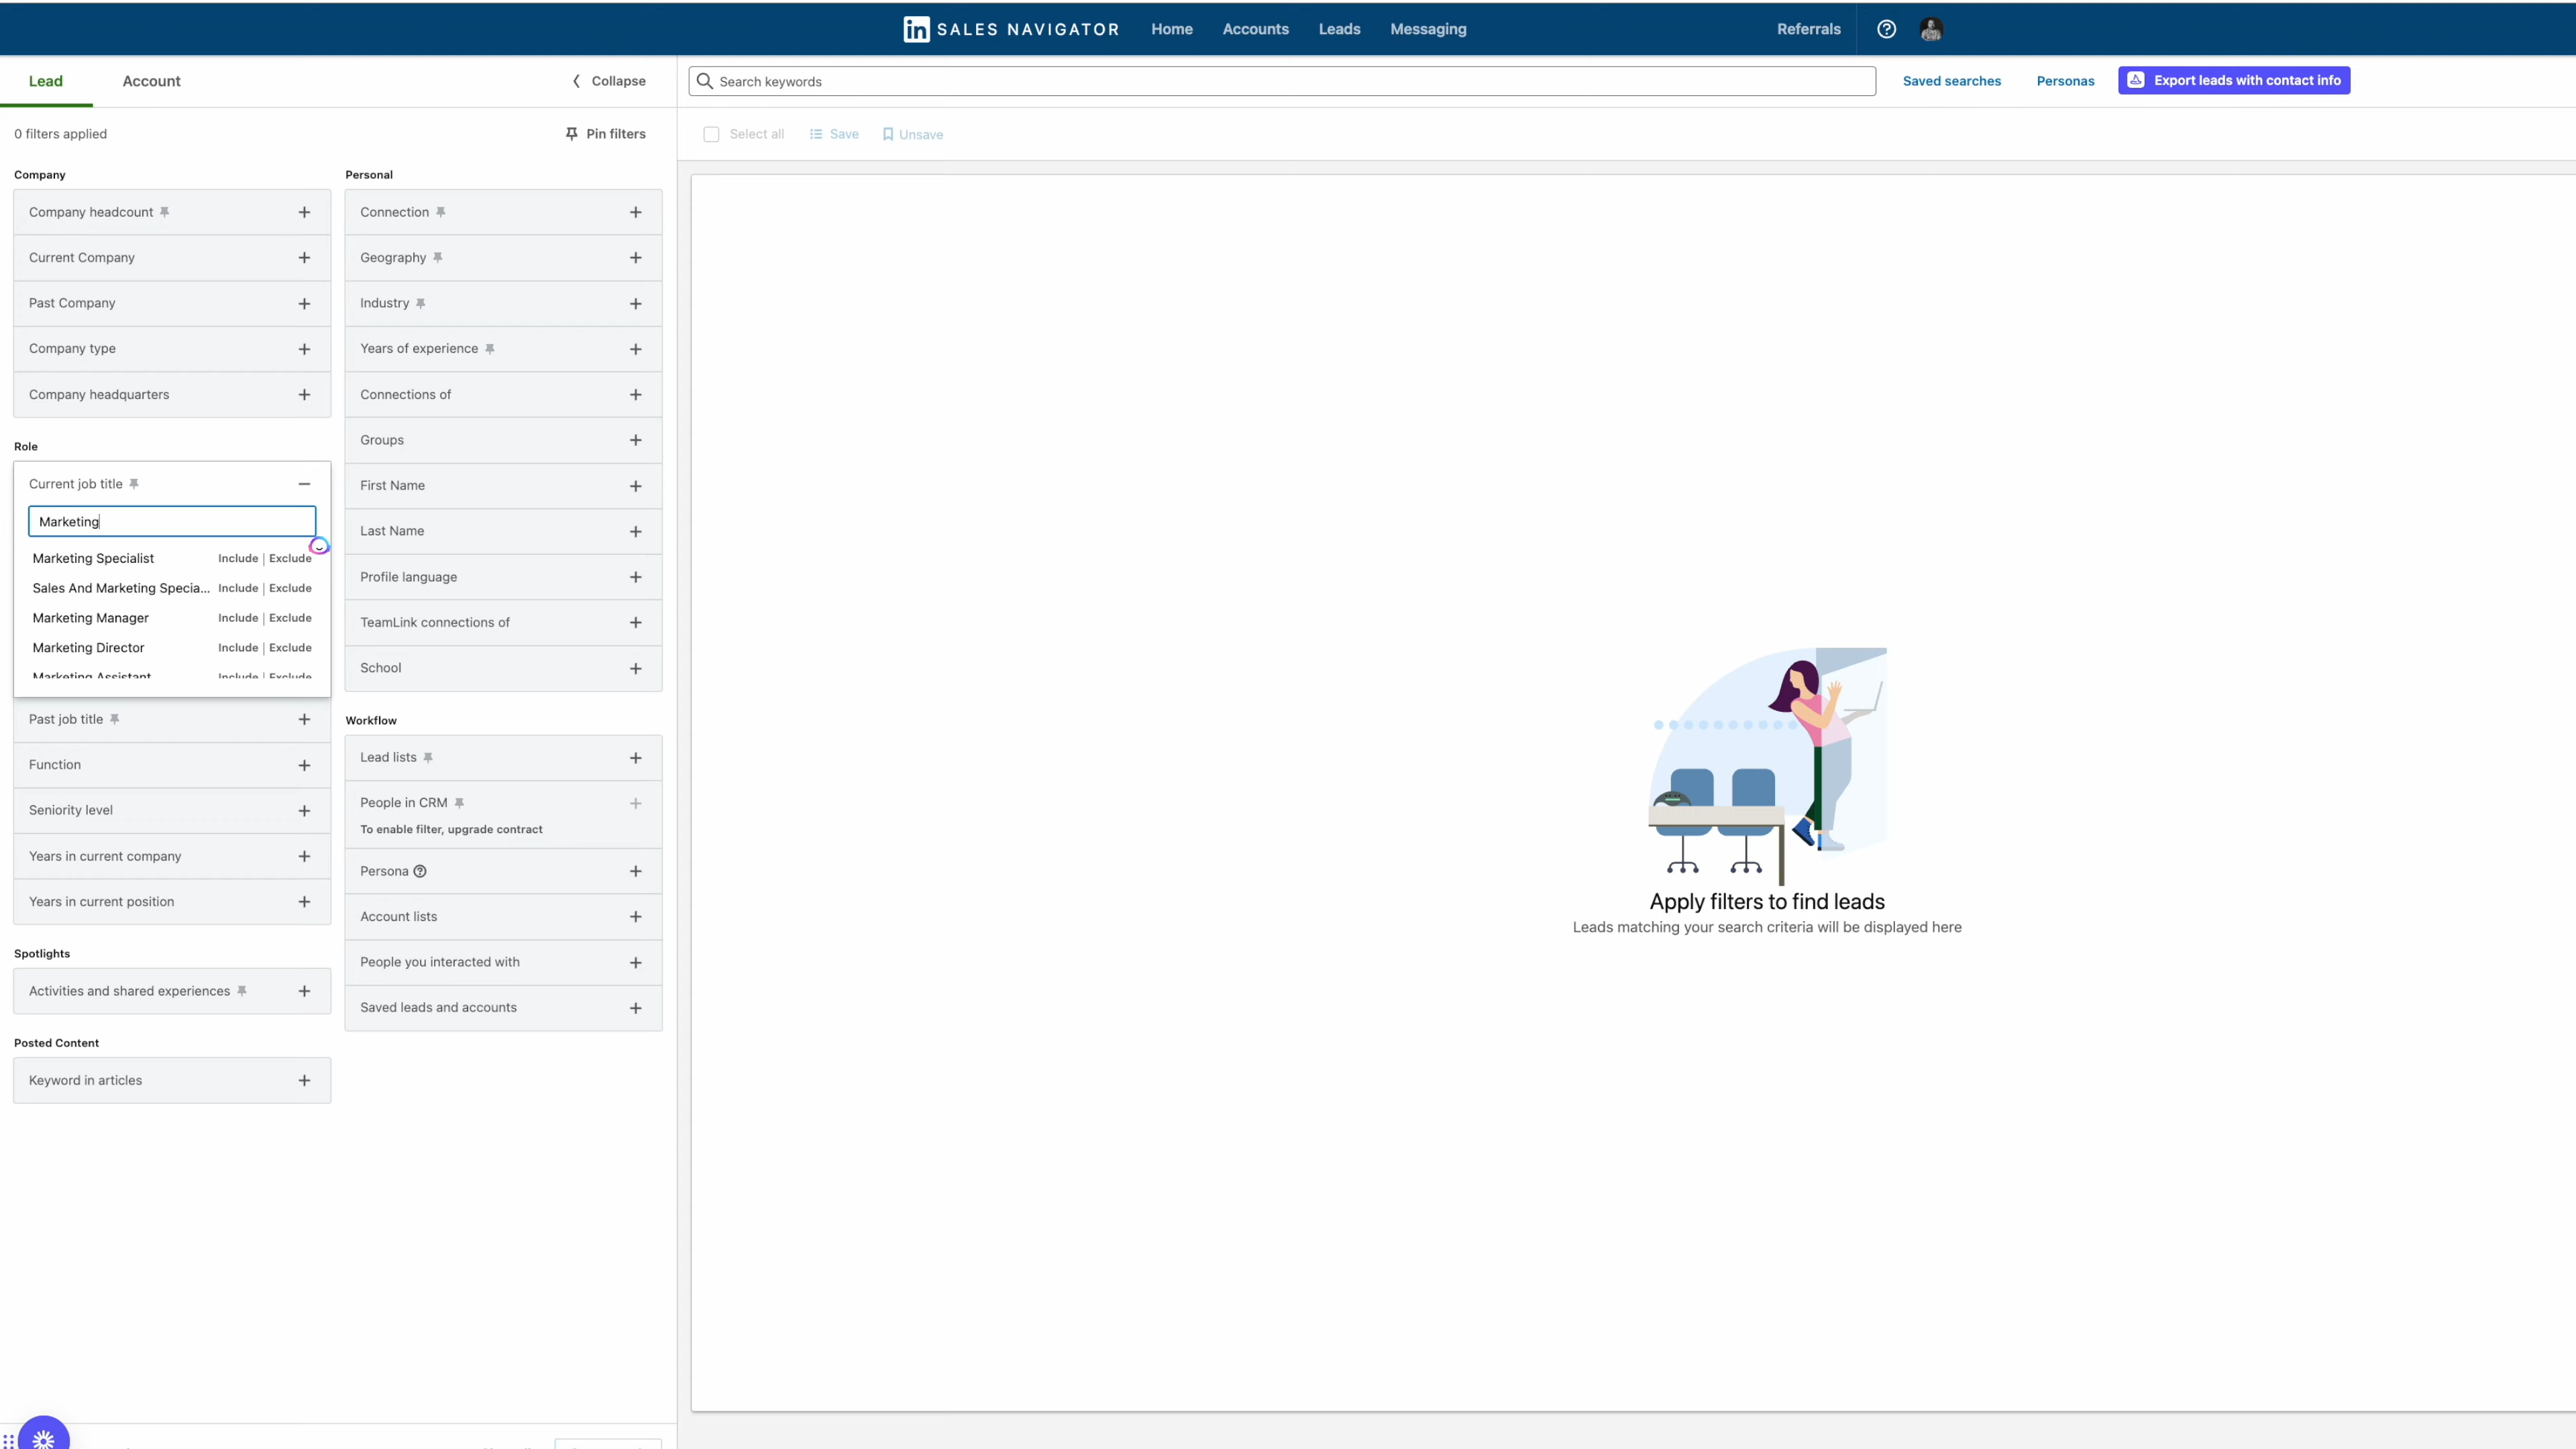 in SALES NAVIGATOR Home Accounts Leads Messaging Referrals
Lead Account Collapse
Search keywords Saved searches Personas Export leads with contact info
0 filters applied Pin filters
Select all Save Unsave
Company
Company headcount
Current Company
Past Company
Company type
Company headquarters
Role
Current job title
Marketing
Marketing Specialist Include | Exclude
Sales And Marketing Specia... Include | Exclude
Marketing Manager Include | Exclude
Marketing Director Include | Exclude
Marketing Assistant Include | Exclude
Past job title
Function
Seniority level
Years in current company
Years in current position
Spotlights
Activities and shared experiences
Posted Content
Keyword in articles
Personal
Connection
Geography
Industry
Years of experience
Connections of
Groups
First Name
Last Name
Profile language
TeamLink connections of
School
Workflow
Lead lists
People in CRM
To enable filter, upgrade contract
Persona
Account lists
People you interacted with
Saved leads and accounts
Apply filters to find leads
Leads matching your search criteria will be displayed here